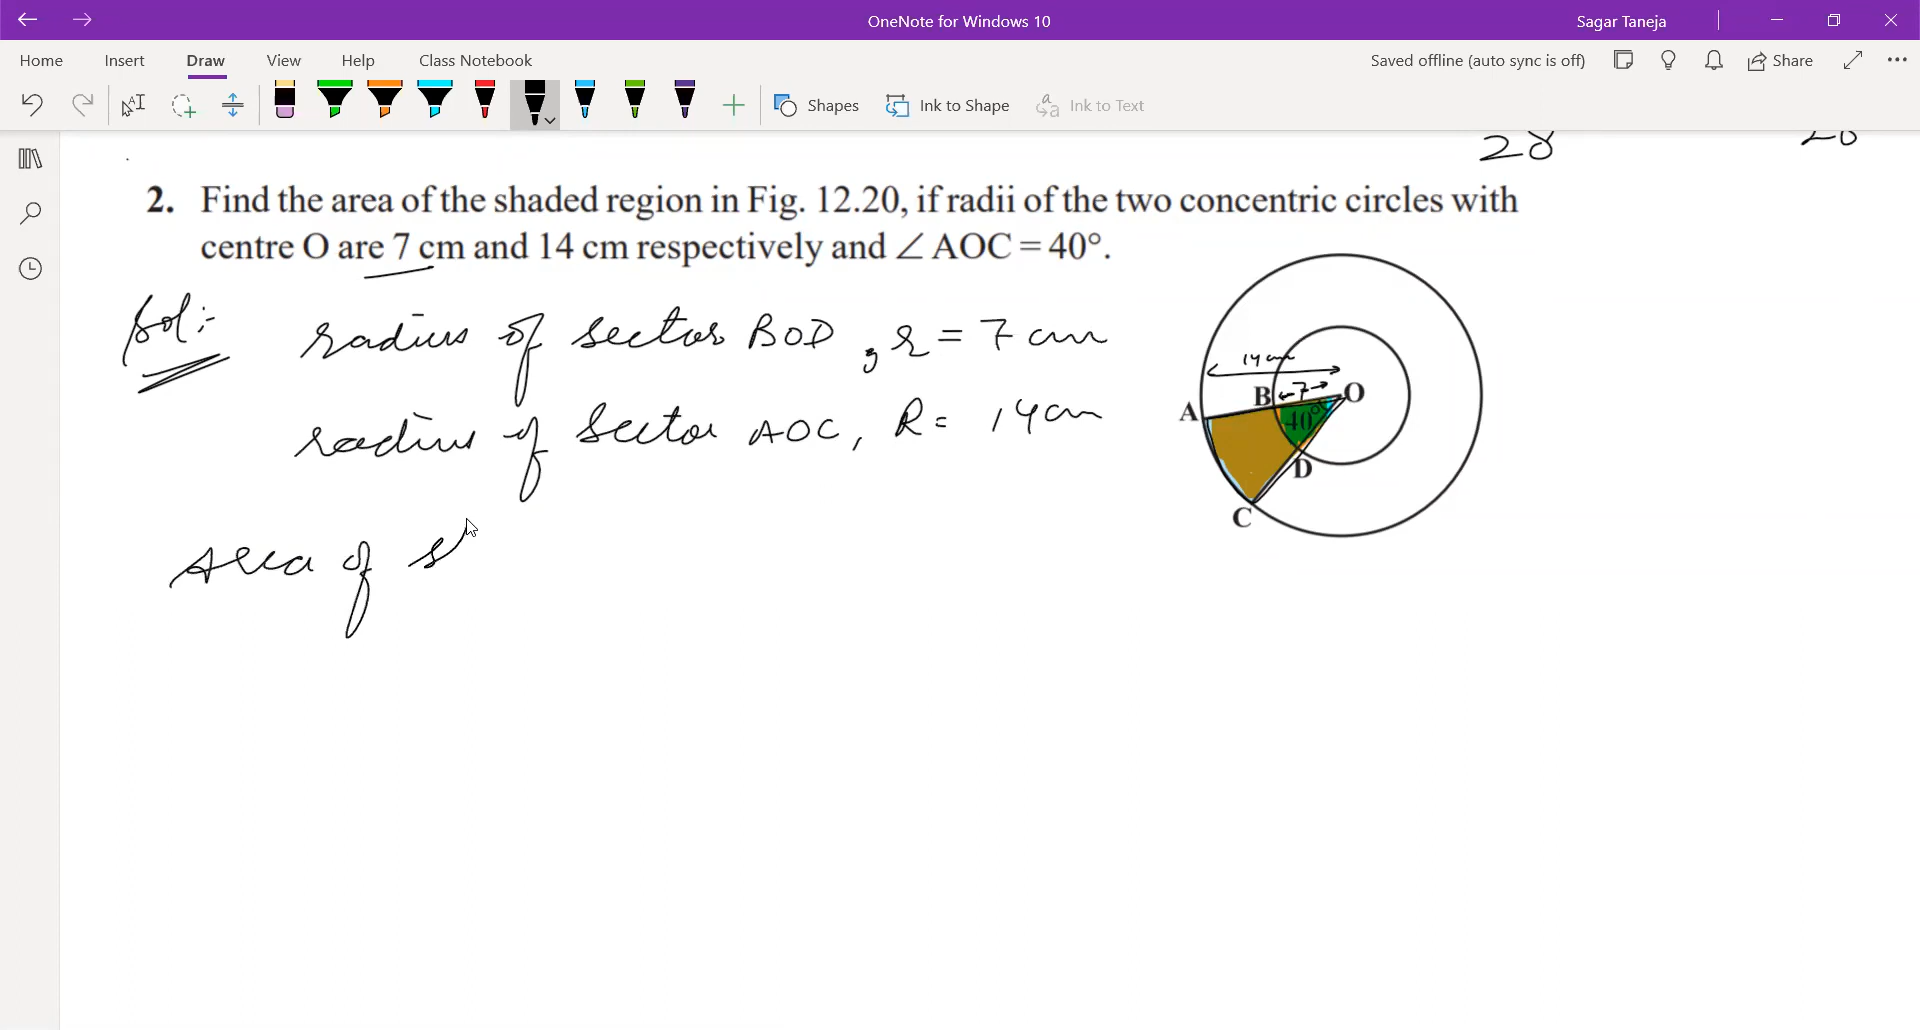 OneNote for Windows 10
Sagar Taneja
Home Insert Draw View Help Class Notebook
Saved offline (auto sync is off) Share
Shapes Ink to Shape Ink to Text
28
2. Find the area of the shaded region in Fig. 12.20, if radii of the two concentric circles with
centre O are 7 cm and 14 cm respectively and ∠ AOC = 40°.
Sol:-
radius of sector BOD, r = 7 cm
radius of sector AOC, R = 14 cm
Area of s
14 cm
B 7 O
A 40°
D
C